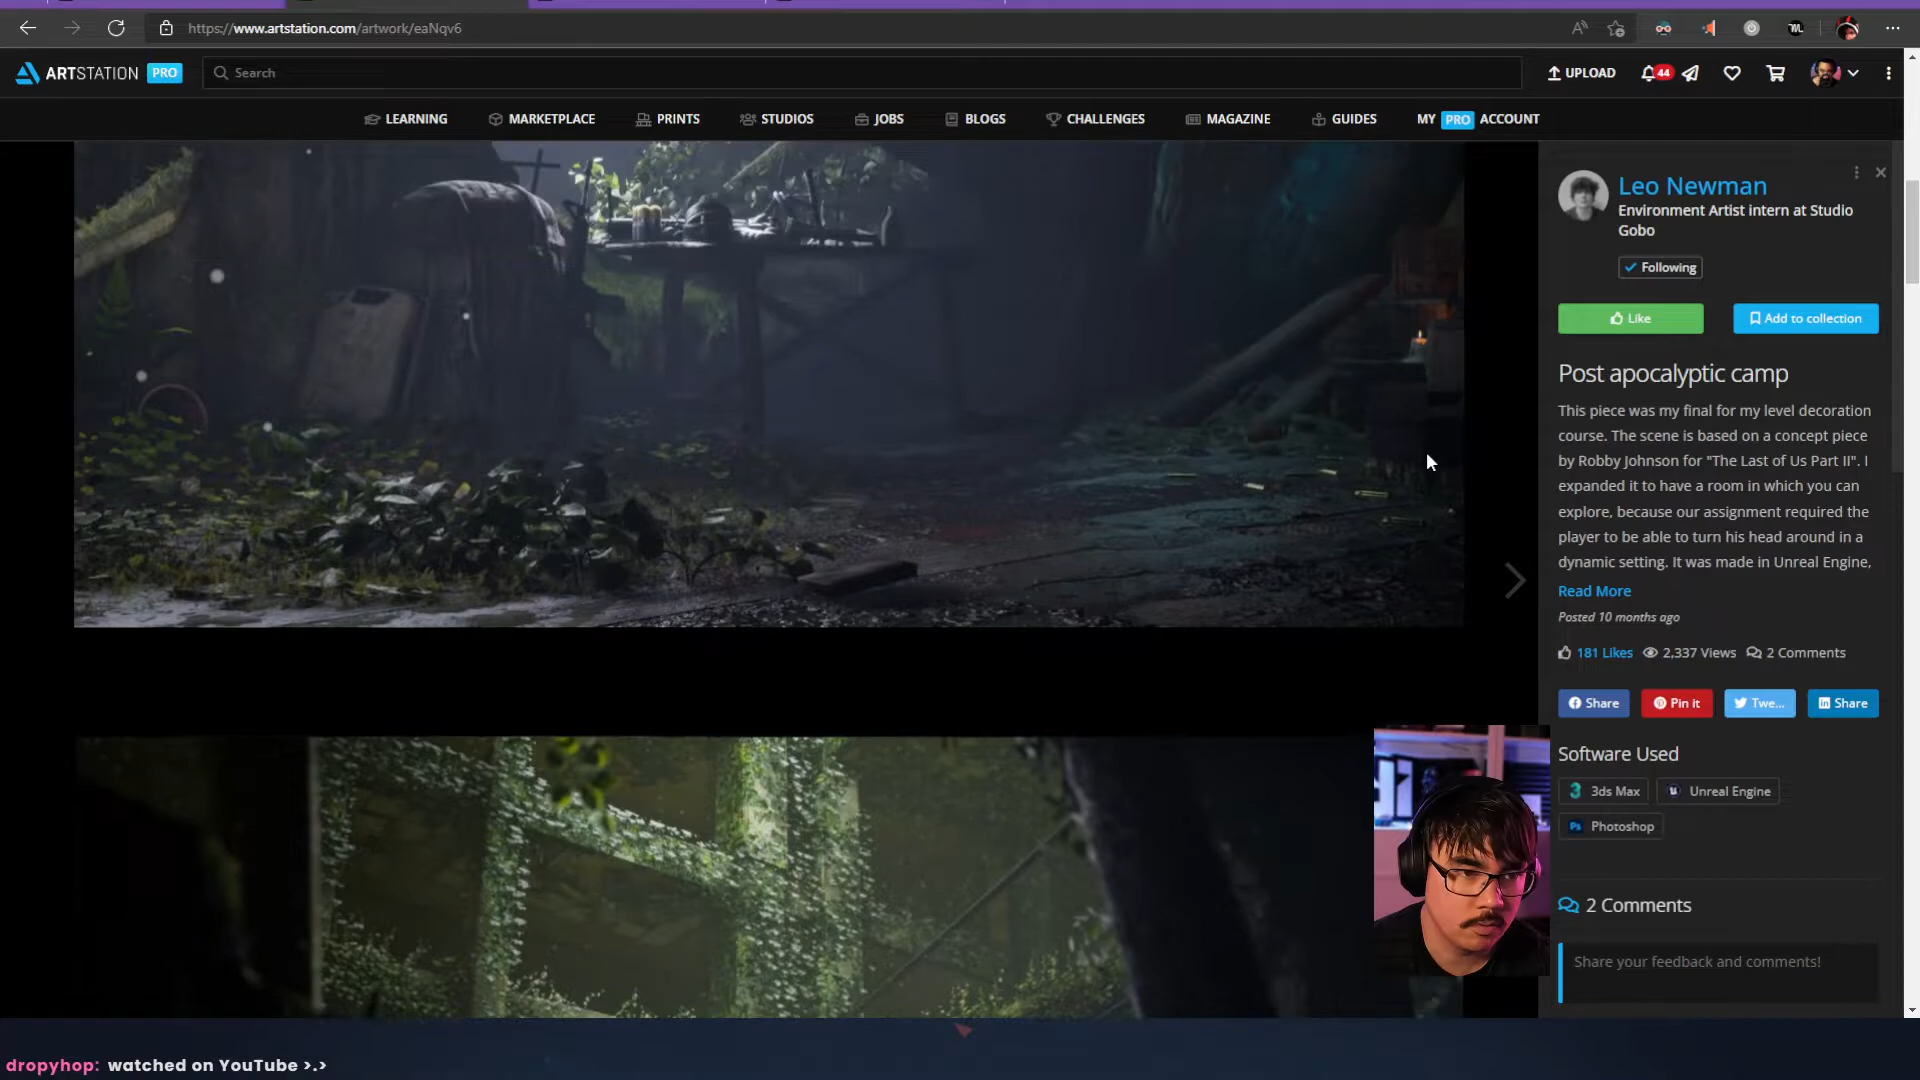 https://www.artstation.com/artwork/eaNqv6
ARTSTATION PRO
Search
UPLOAD
44
LEARNING
MARKETPLACE
PRINTS
STUDIOS
JOBS
BLOGS
CHALLENGES
MAGAZINE
GUIDES
MY PRO ACCOUNT
Leo Newman
Environment Artist intern at Studio
Gobo
Following
Like
Add to collection
Post apocalyptic camp
This piece was my final for my level decoration
course. The scene is based on a concept piece
by Robby Johnson for "The Last of Us Part II". I
expanded it to have a room in which you can
explore, because our assignment required the
player to be able to turn his head around in a
dynamic setting. It was made in Unreal Engine,
Read More
Posted 10 months ago
181 Likes 2,337 Views 2 Comments
Share
Pin it
Twe...
Share
Software Used
3ds Max
Unreal Engine
Ps Photoshop
2 Comments
Share your feedback and comments!
dropyhop: watched on YouTube >.>